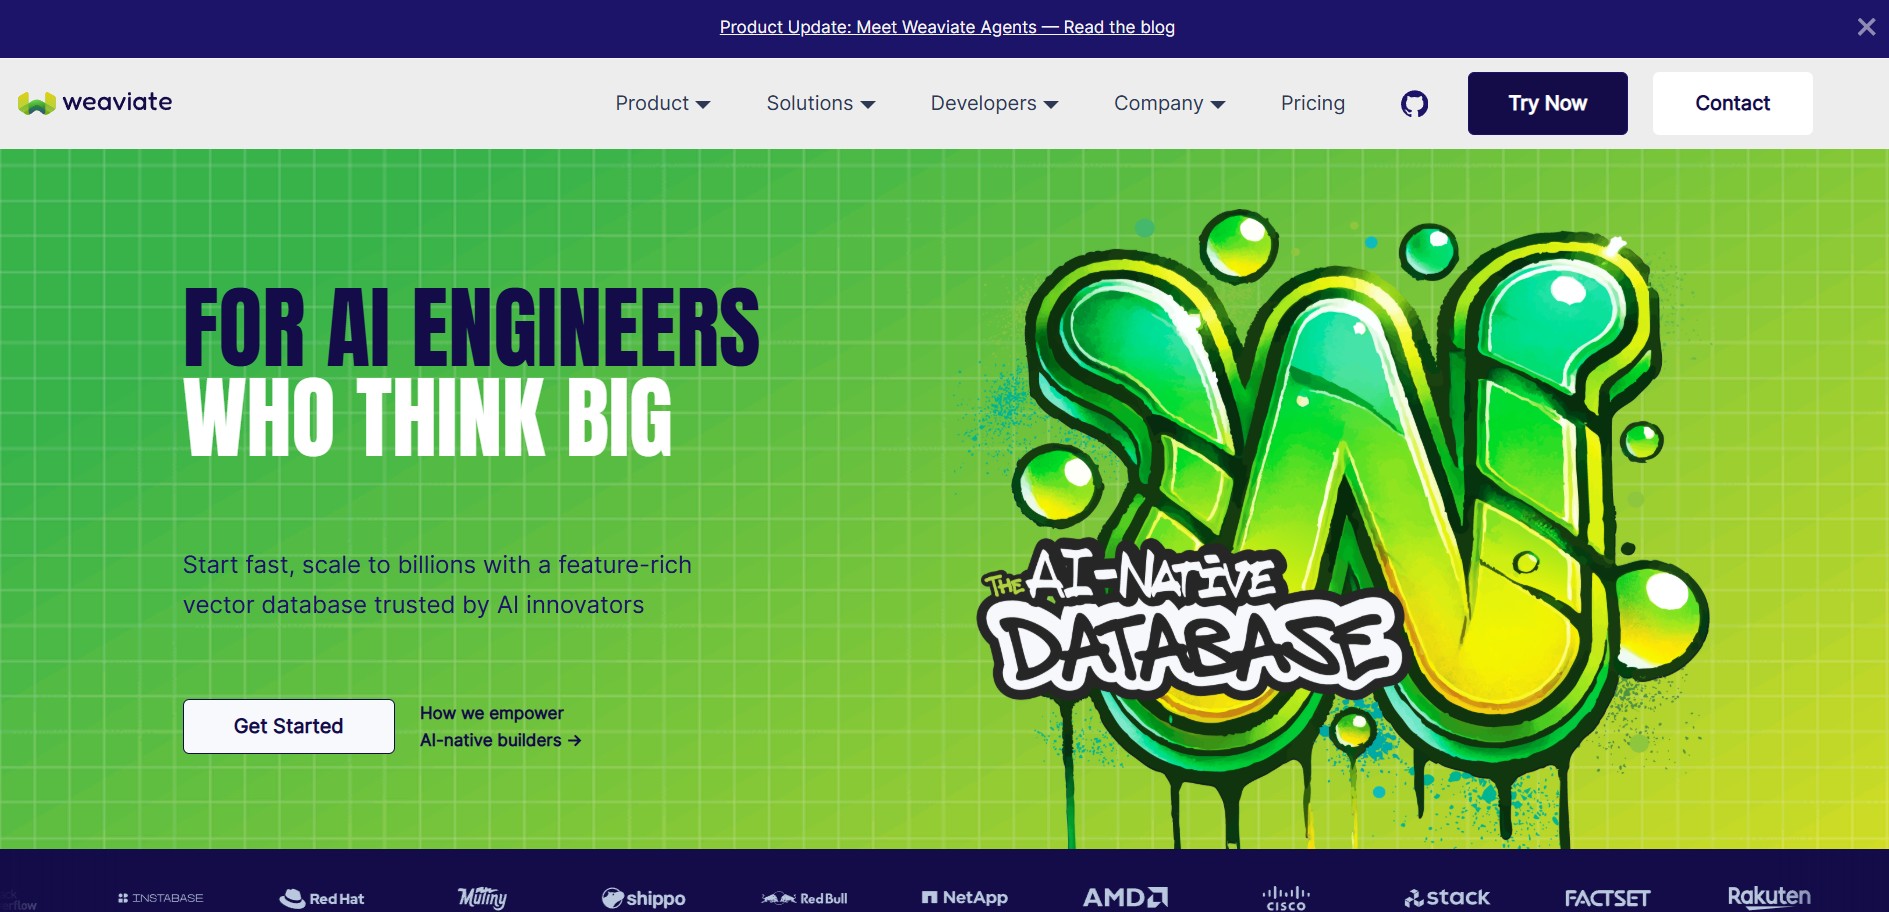 Product Update: Meet Weaviate Agents — Read the blog
weaviate
Product
Solutions
Developers
Company
Pricing
Try Now
Contact
FOR AI ENGINEERS
WHO THINK BIG
Start fast, scale to billions with a feature-rich
vector database trusted by AI innovators
Get Started
How we empower
AI-native builders →
THE AI-NATIVE
DATABASE
INSTABASE
Red Hat
Mutiny
shippo
Red Bull
NetApp
AMD
CISCO
stack
FACTSET
Rakuten